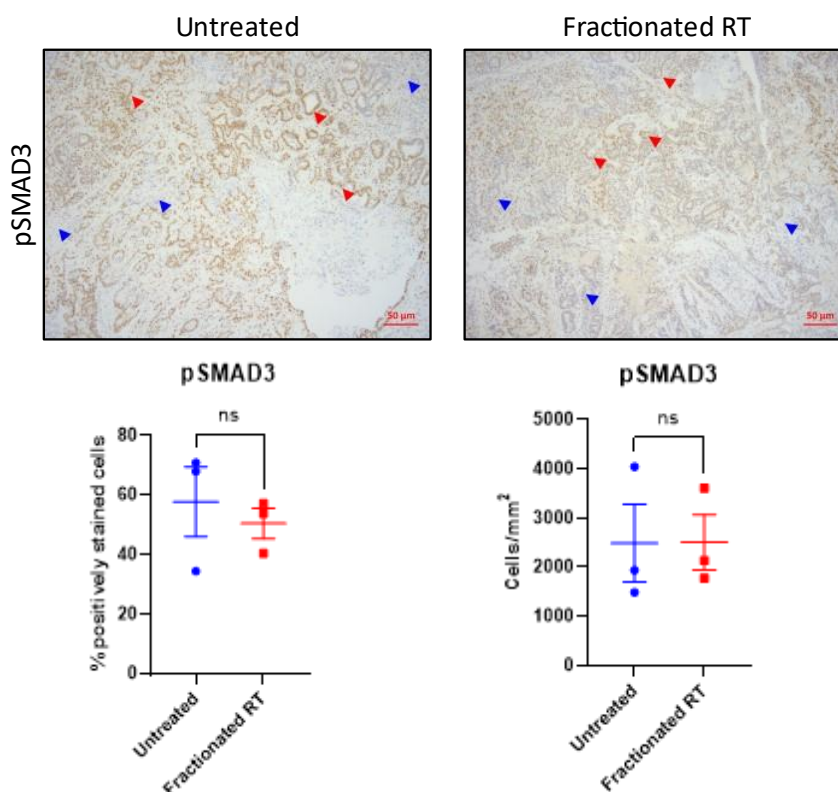 Untreated
Fractionated RT
pSMAD3
50 µm
50 µm
pSMAD3
ns
% positively stained cells
80
60
40
20
0
Untreated
Fractionated RT
pSMAD3
ns
Cells/mm²
5000
4000
3000
2000
1000
0
Untreated
Fractionated RT